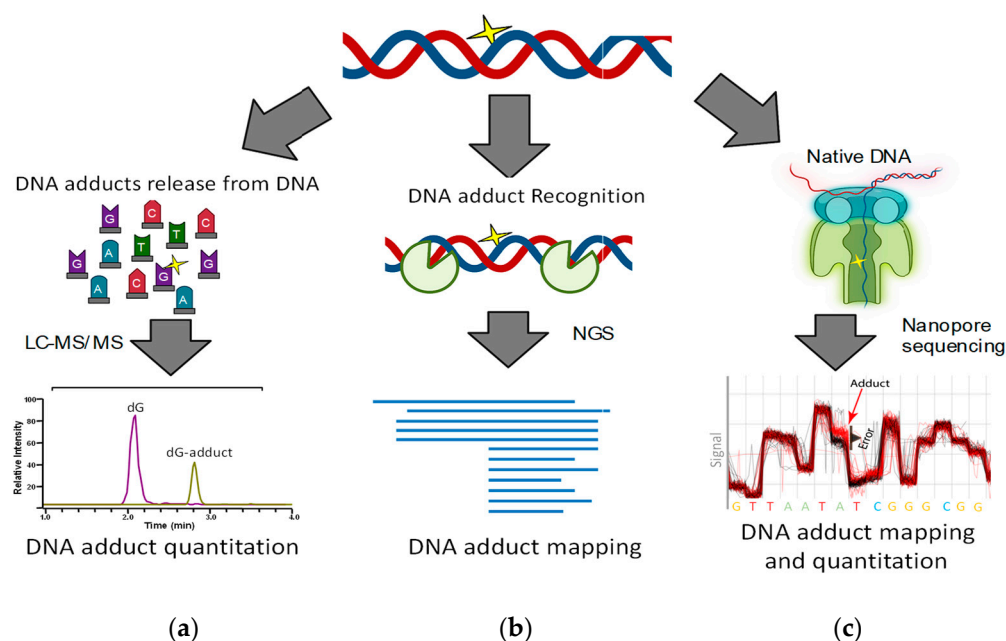 Native DNA
DNA adducts release from DNA
DNA adduct Recognition
G
C
C
T
A
T
G
G
G
A
C
A
LC-MS/MS
NGS
Nanopore
sequencing
Relative Intensity
100
80
60
40
20
dG
dG-adduct
1.0
2.0
3.0
4.0
Time (min)
Signal
Adduct
Error
G T T A A T A T C G G G C G G
DNA adduct quantitation
DNA adduct mapping
DNA adduct mapping
and quantitation
(a)
(b)
(c)